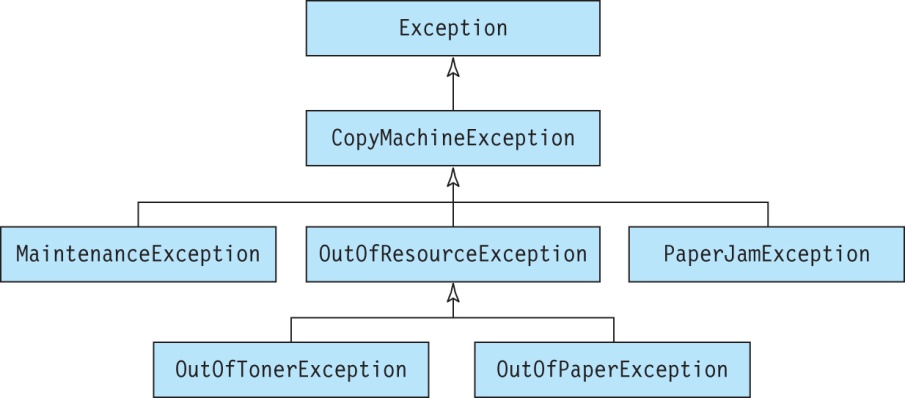 Exception
CopyMachineException
MaintenanceException
OutOfResourceException
PaperJamException
OutOfTonerException
OutOfPaperException